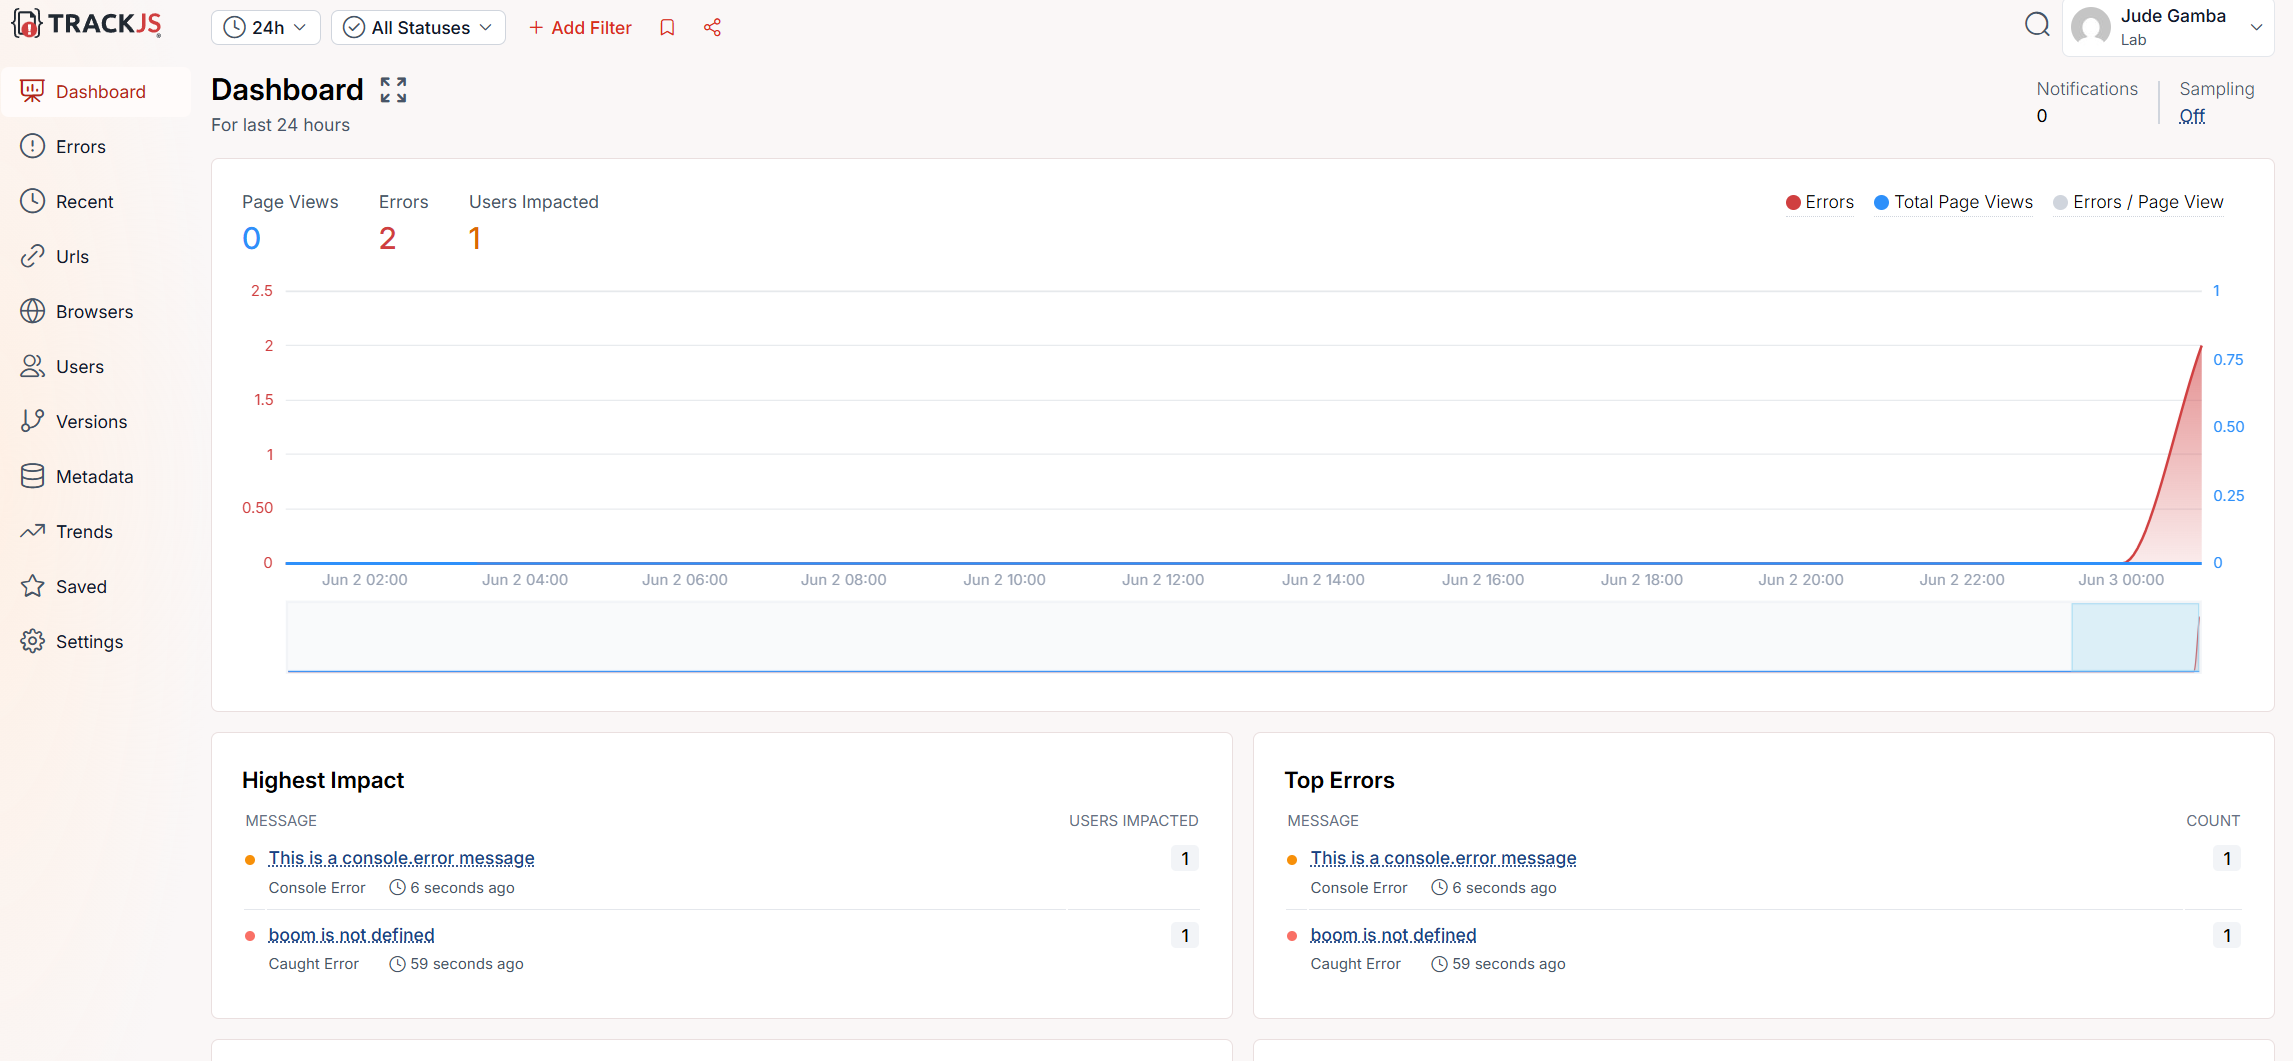 TRACKJS
24h
All Statuses
+ Add Filter
Jude Gamba
Lab
Dashboard
Errors
Recent
Urls
Browsers
Users
Versions
Metadata
Trends
Saved
Settings
Dashboard
For last 24 hours
Notifications
0
Sampling
Off
Page Views
0
Errors
2
Users Impacted
1
Errors
Total Page Views
Errors / Page View
2.5
2
1.5
1
0.50
0
1
0.75
0.50
0.25
0
Jun 2 02:00 Jun 2 04:00 Jun 2 06:00 Jun 2 08:00 Jun 2 10:00 Jun 2 12:00 Jun 2 14:00 Jun 2 16:00 Jun 2 18:00 Jun 2 20:00 Jun 2 22:00 Jun 3 00:00
Highest Impact
MESSAGE USERS IMPACTED
This is a console.error message 1
Console Error 6 seconds ago
boom is not defined 1
Caught Error 59 seconds ago
Top Errors
MESSAGE COUNT
This is a console.error message 1
Console Error 6 seconds ago
boom is not defined 1
Caught Error 59 seconds ago